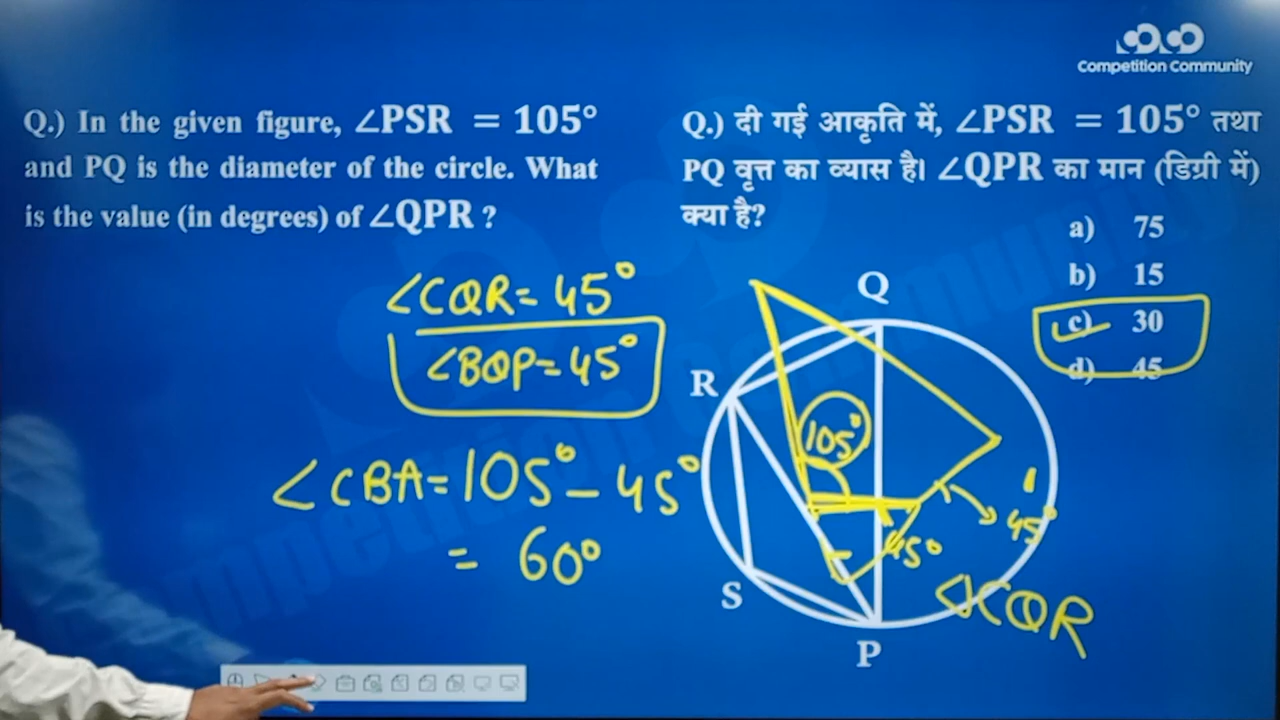 Competition Community
Q.) In the given figure, ∠PSR = 105°
and PQ is the diameter of the circle. What
is the value (in degrees) of ∠QPR ?
Q.) दी गई आकृति में, ∠PSR = 105° तथा
PQ वृत्त का व्यास है। ∠QPR का मान (डिग्री में)
क्या है?
a) 75
b) 15
c) 30
d) 45
∠CQR = 45°
∠BQP = 45°
∠CBA = 105° - 45°
= 60°
Q
R
105°
45°
45°
S
∠CQR
P